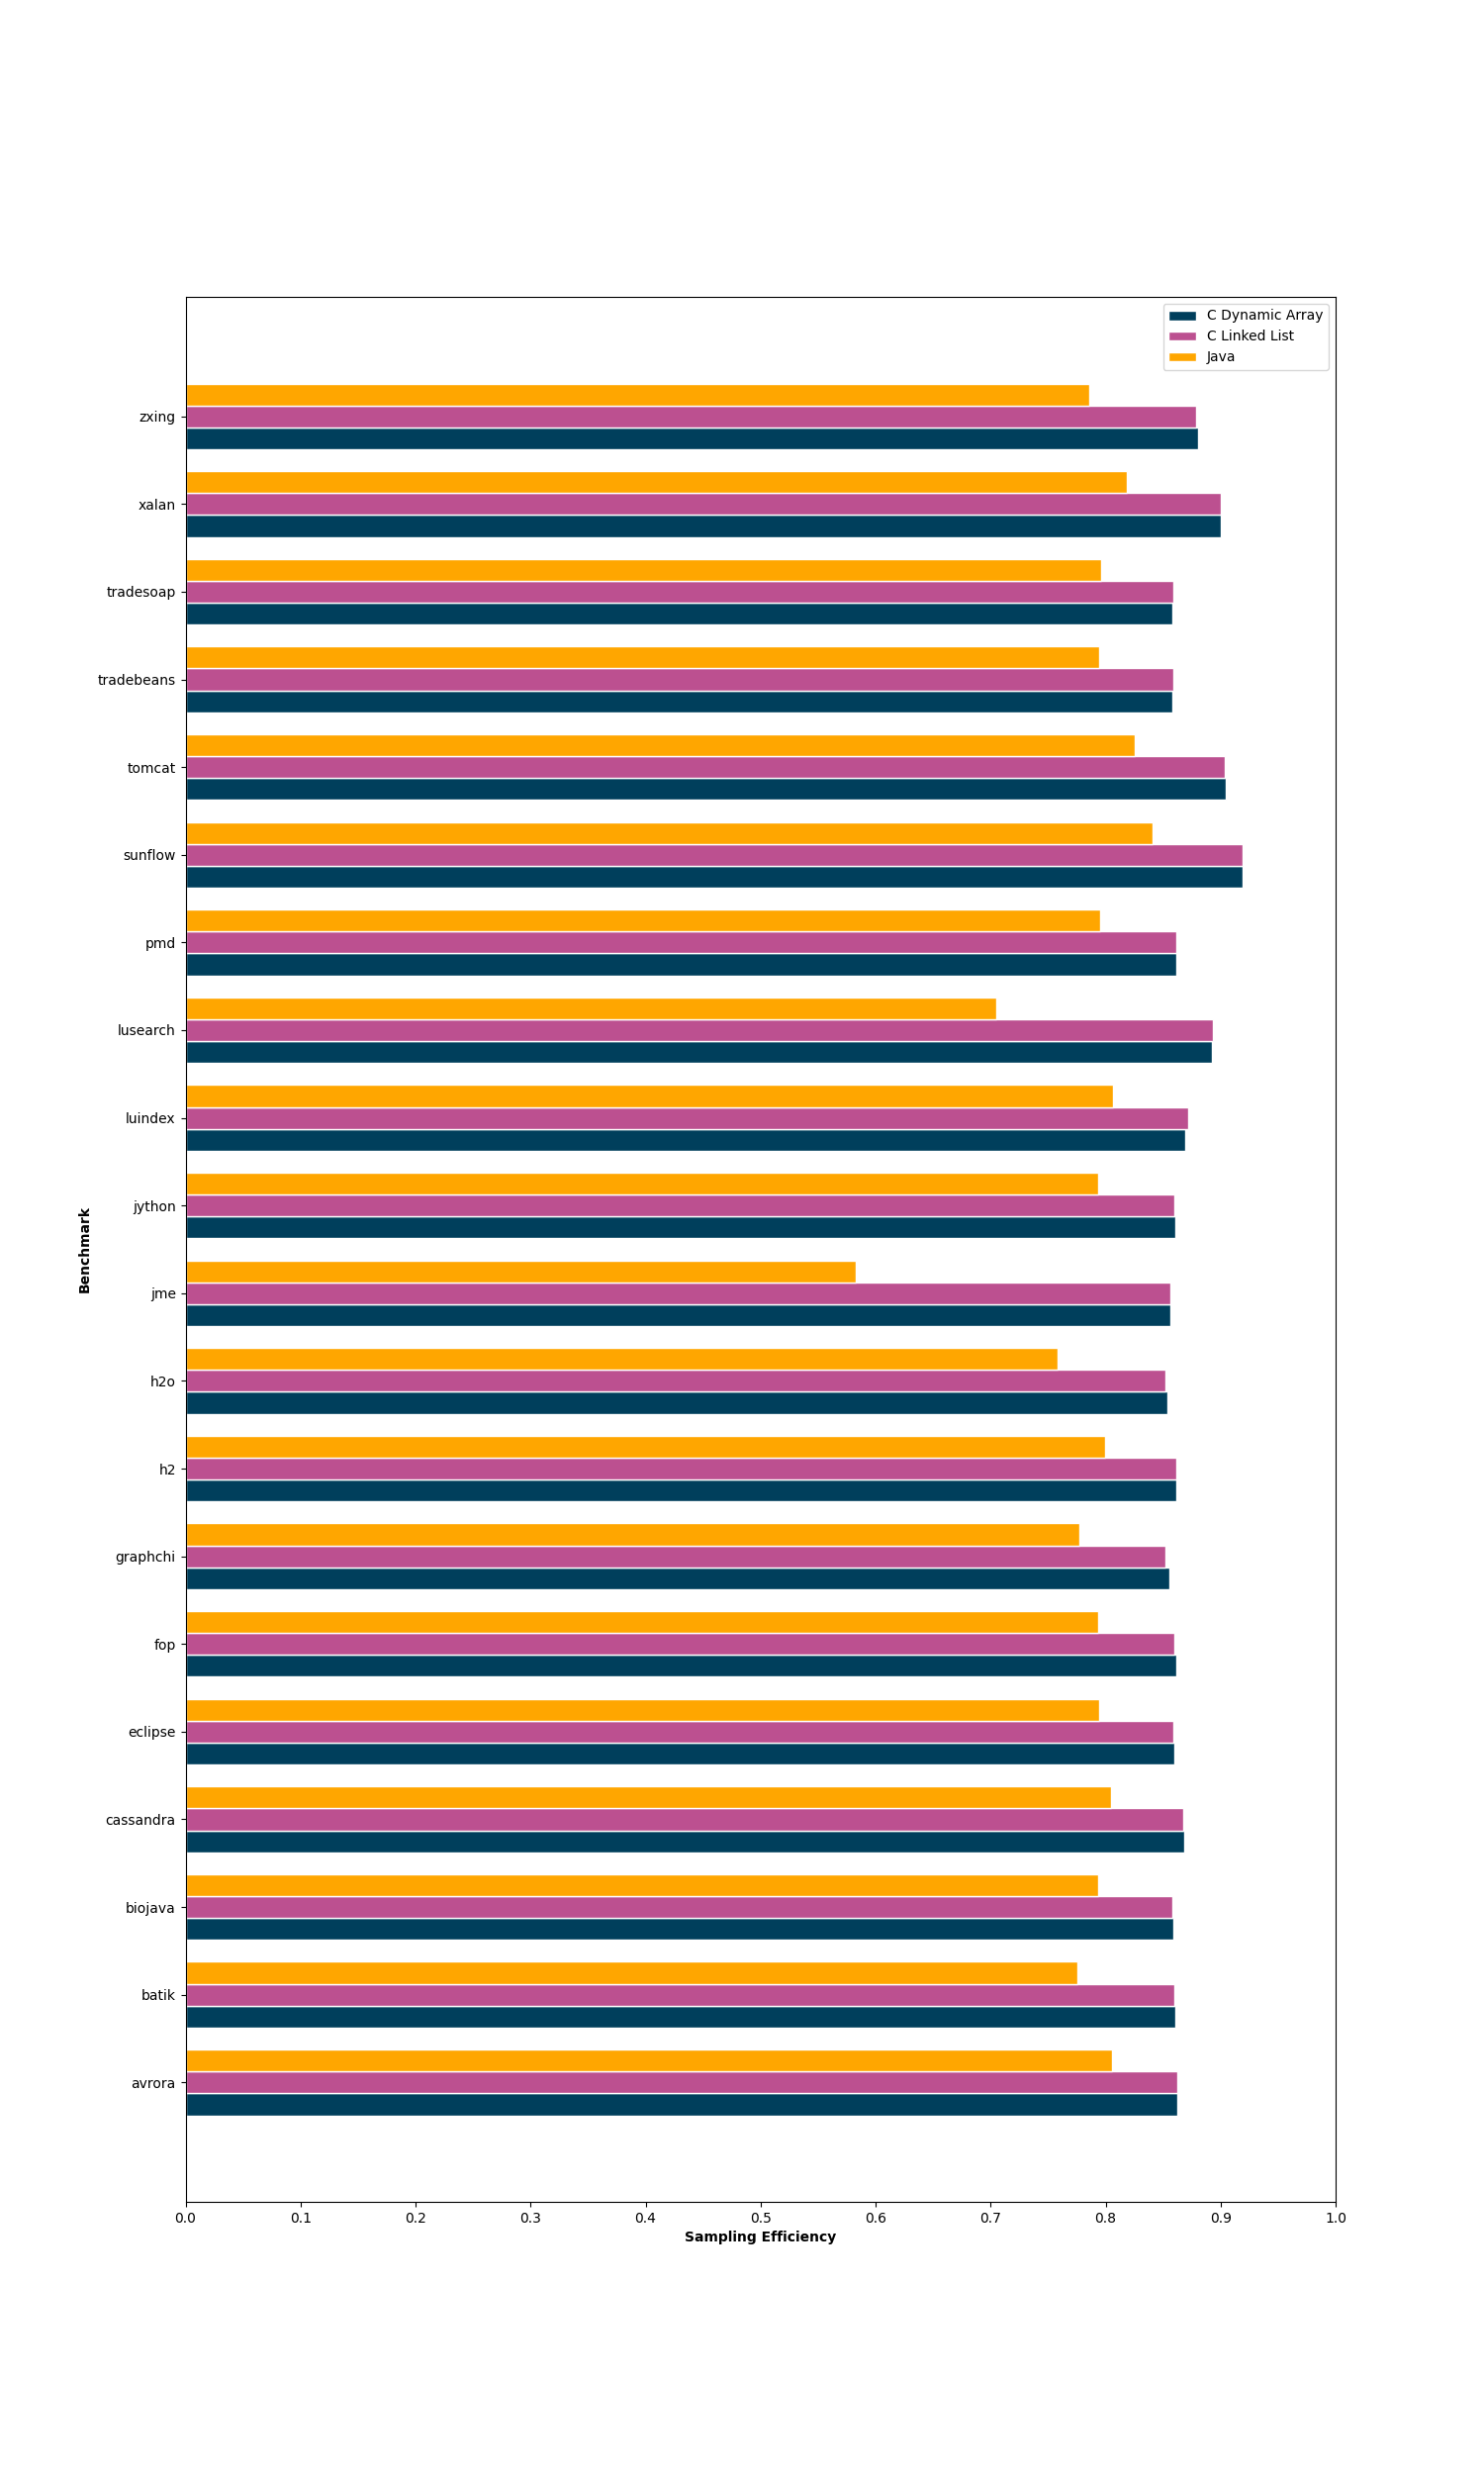 C Dynamic Array
C Linked List
Java
zxing
xalan
tradesoap
tradebeans
tomcat
sunflow
pmd
lusearch
luindex
jython
jme
h2o
h2
graphchi
fop
eclipse
cassandra
biojava
batik
avrora
Benchmark
0.0 0.1 0.2 0.3 0.4 0.5 0.6 0.7 0.8 0.9 1.0
Sampling Efficiency